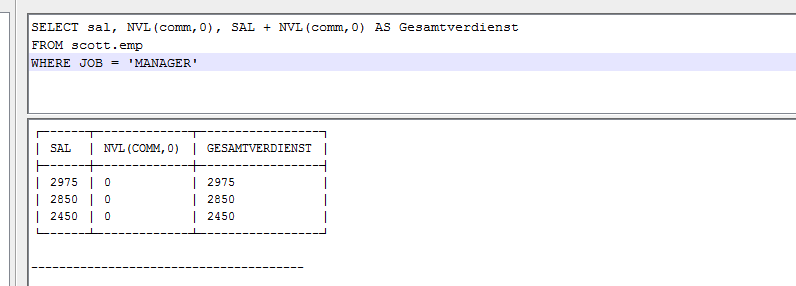 SELECT sal, NVL(comm,0), SAL + NVL(comm,0) AS Gesamtverdienst
FROM scott.emp
WHERE JOB = 'MANAGER'
SAL | NVL(COMM,0) | GESAMTVERDIENST
2975 | 0 | 2975
2850 | 0 | 2850
2450 | 0 | 2450